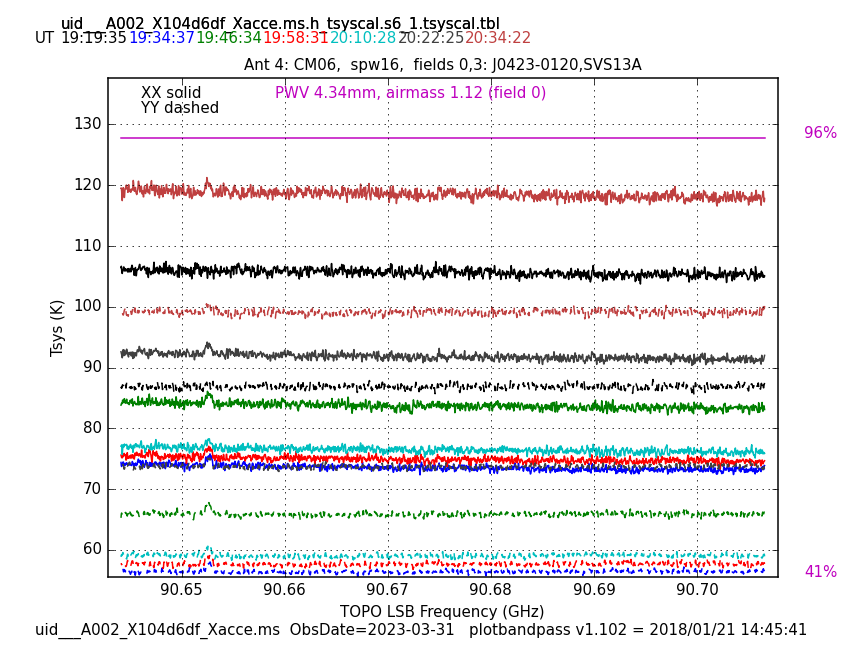 uid___A002_X104d6df_Xacce.ms.h_tsyscal.s6_1.tsyscal.tbl
UT 19:19:35 19:34:37 19:46:34 19:58:31 20:10:28 20:22:25 20:34:22
Ant 4: CM06,  spw16,  fields 0,3: J0423-0120,SVS13A
XX solid PWV 4.34mm, airmass 1.12 (field 0)
YY dashed
130
96%
120
110
100
Tsys (K)
90
80
70
60
41%
90.65 90.66 90.67 90.68 90.69 90.70
TOPO LSB Frequency (GHz)
uid___A002_X104d6df_Xacce.ms  ObsDate=2023-03-31   plotbandpass v1.102 = 2018/01/21 14:45:41